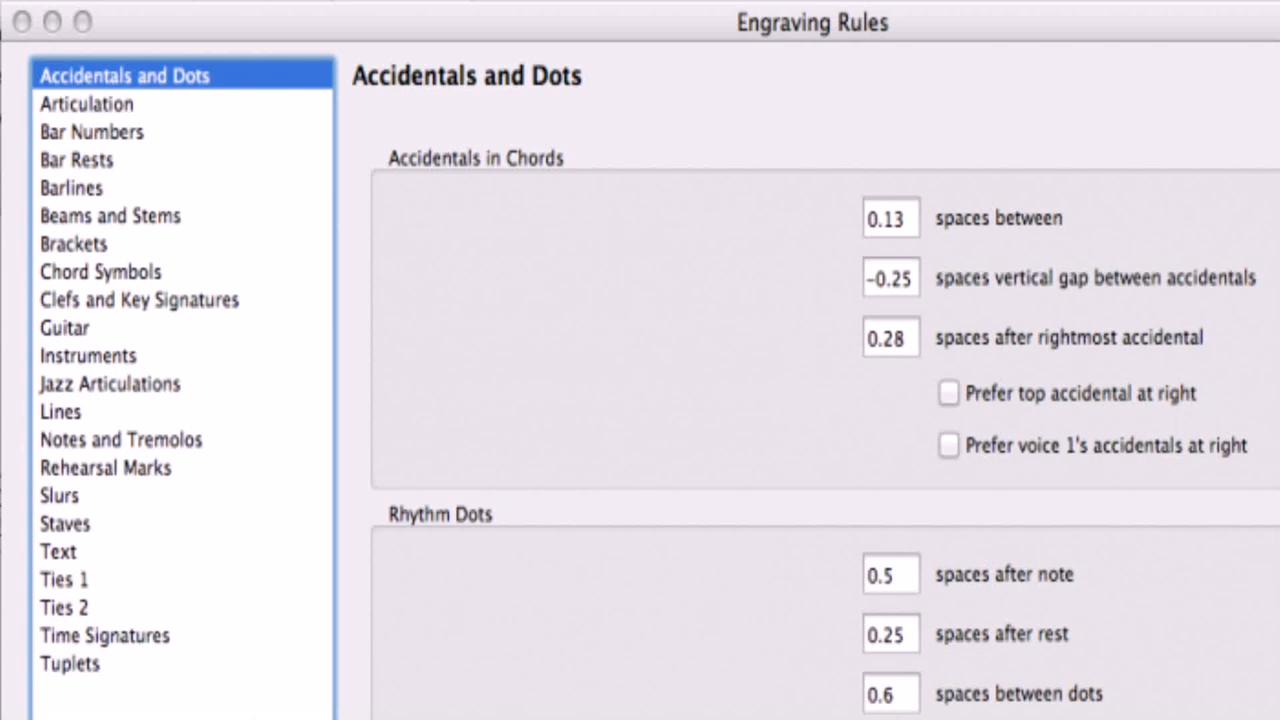 Engraving Rules
Accidentals and Dots
Articulation
Bar Numbers
Bar Rests
Barlines
Beams and Stems
Brackets
Chord Symbols
Clefs and Key Signatures
Guitar
Instruments
Jazz Articulations
Lines
Notes and Tremolos
Rehearsal Marks
Slurs
Staves
Text
Ties 1
Ties 2
Time Signatures
Tuplets
Accidentals and Dots
Accidentals in Chords
0.13 spaces between
-0.25 spaces vertical gap between accidentals
0.28 spaces after rightmost accidental
Prefer top accidental at right
Prefer voice 1's accidentals at right
Rhythm Dots
0.5 spaces after note
0.25 spaces after rest
0.6 spaces between dots